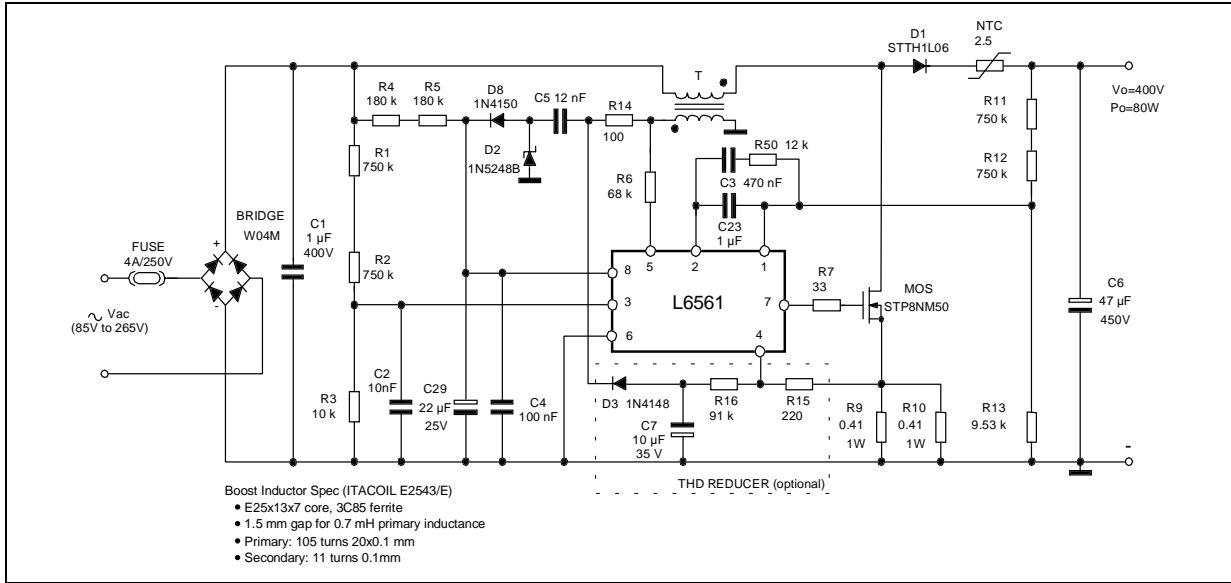 D1
STTH1L06
NTC
2.5
T
Vo=400V
Po=80W
R4
180 k
R5
180 k
D8
1N4150
C5 12 nF
R14
100
D2
1N5248B
R50 12 k
C3 470 nF
C23
1 µF
R6
68 k
R11
750 k
R12
750 k
R1
750 k
R2
750 k
BRIDGE
W04M
+
-
FUSE
4A/250V
C1
1 µF
400V
Vac
(85V to 265V)
5
2
1
8
3
6
7
4
L6561
R7
33
MOS
STP8NM50
C6
47 µF
450V
R3
10 k
C2
10nF
C29
22 µF
25V
C4
100 nF
D3
1N4148
R16
91 k
R15
220
C7
10 µF
35 V
R9
0.41
1W
R10
0.41
1W
R13
9.53 k
-
THD REDUCER (optional)
Boost Inductor Spec (ITACOIL E2543/E)
• E25x13x7 core, 3C85 ferrite
• 1.5 mm gap for 0.7 mH primary inductance
• Primary: 105 turns 20x0.1 mm
• Secondary: 11 turns 0.1mm